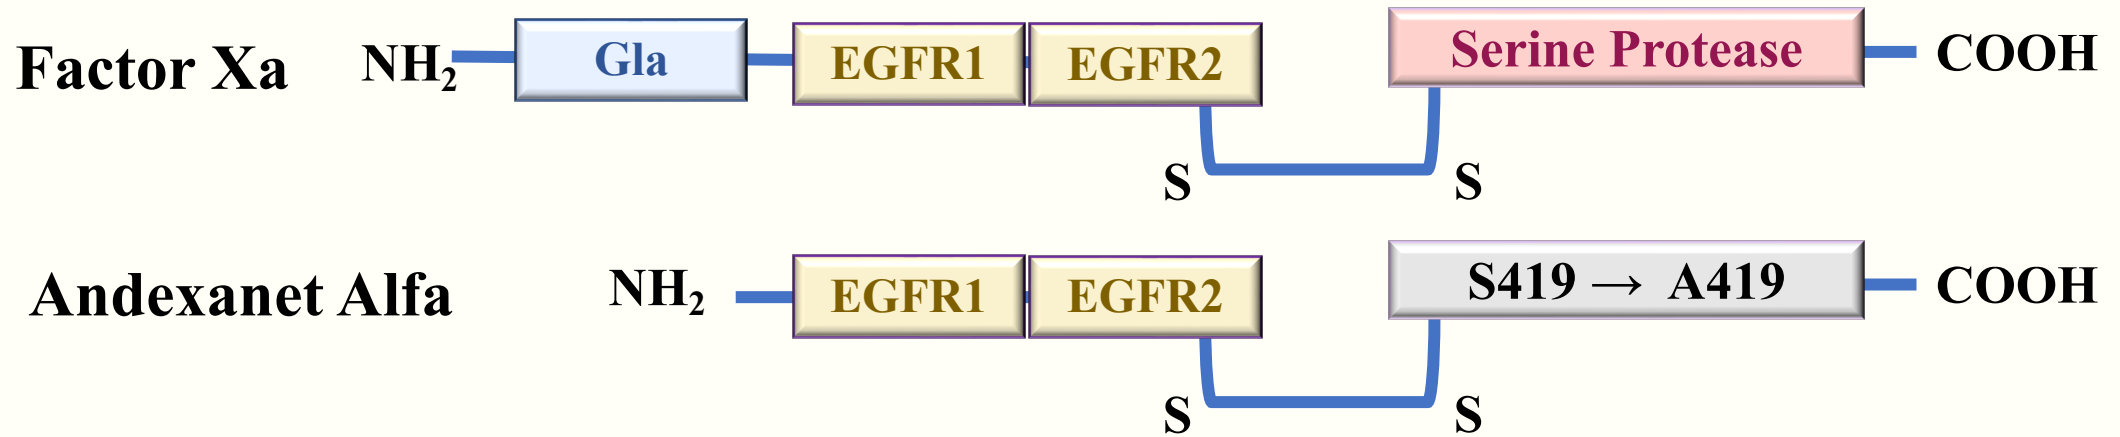 Factor Xa NH₂ Gla EGFR1 EGFR2 Serine Protease COOH
S S
Andexanet Alfa NH₂ EGFR1 EGFR2 S419 → A419 COOH
S S